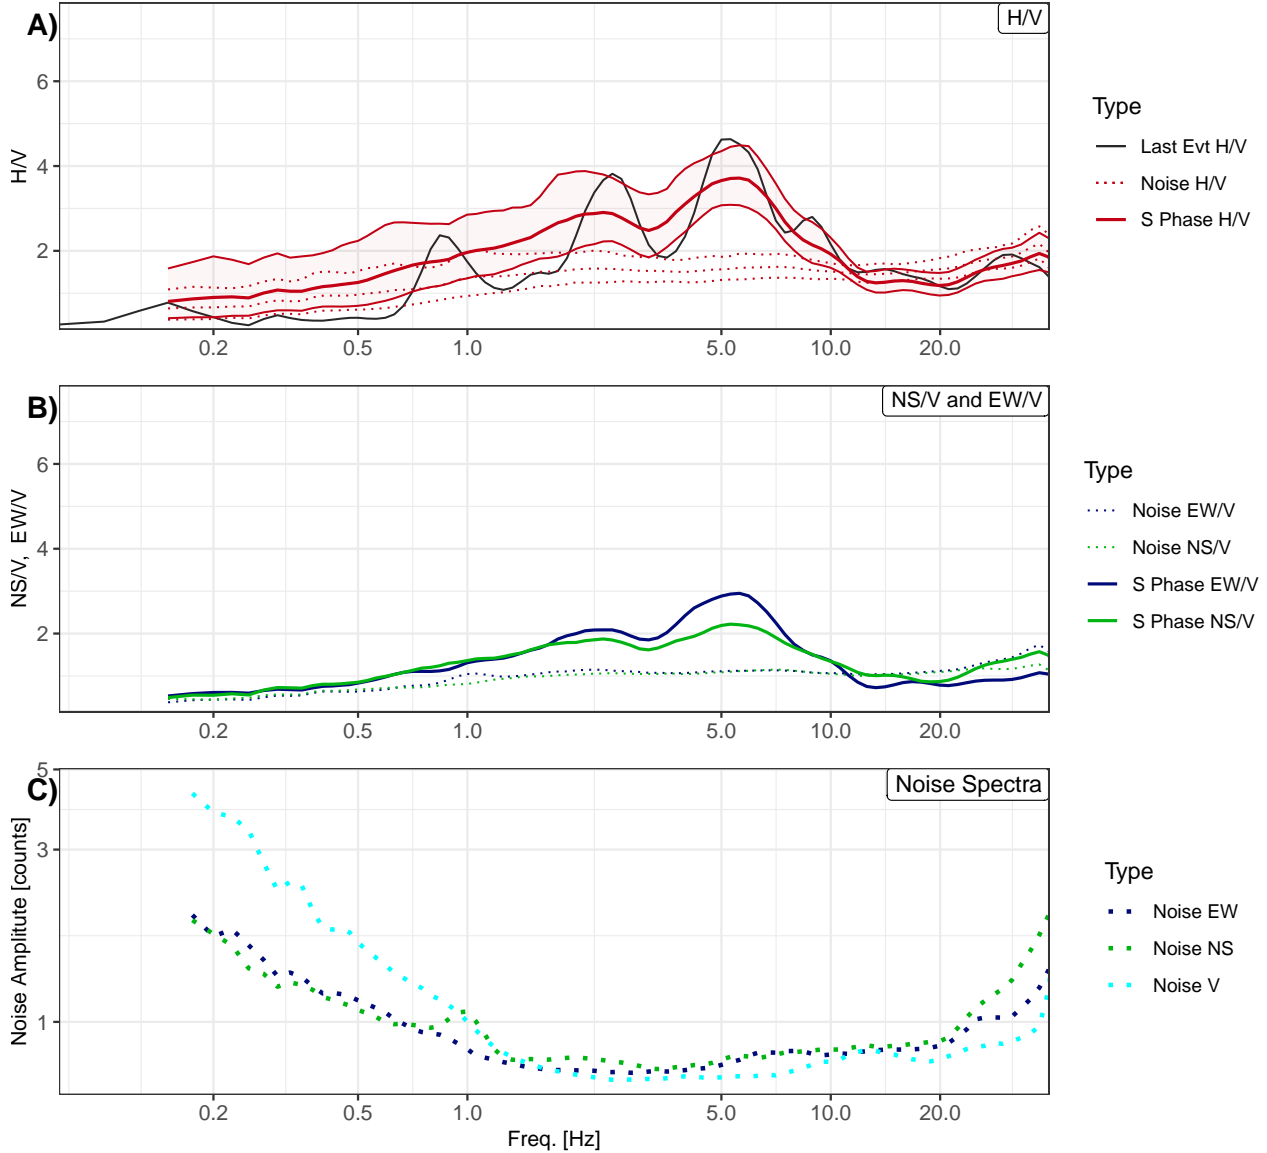 A)
H/V
6
4
2
H/V
0.2 0.5 1.0 5.0 10.0 20.0
Type
Last Evt H/V
Noise H/V
S Phase H/V
B)
NS/V and EW/V
6
4
2
NS/V, EW/V
0.2 0.5 1.0 5.0 10.0 20.0
Type
Noise EW/V
Noise NS/V
S Phase EW/V
S Phase NS/V
C)
Noise Spectra
5
3
1
Noise Amplitute [counts]
0.2 0.5 1.0 5.0 10.0 20.0
Freq. [Hz]
Type
Noise EW
Noise NS
Noise V